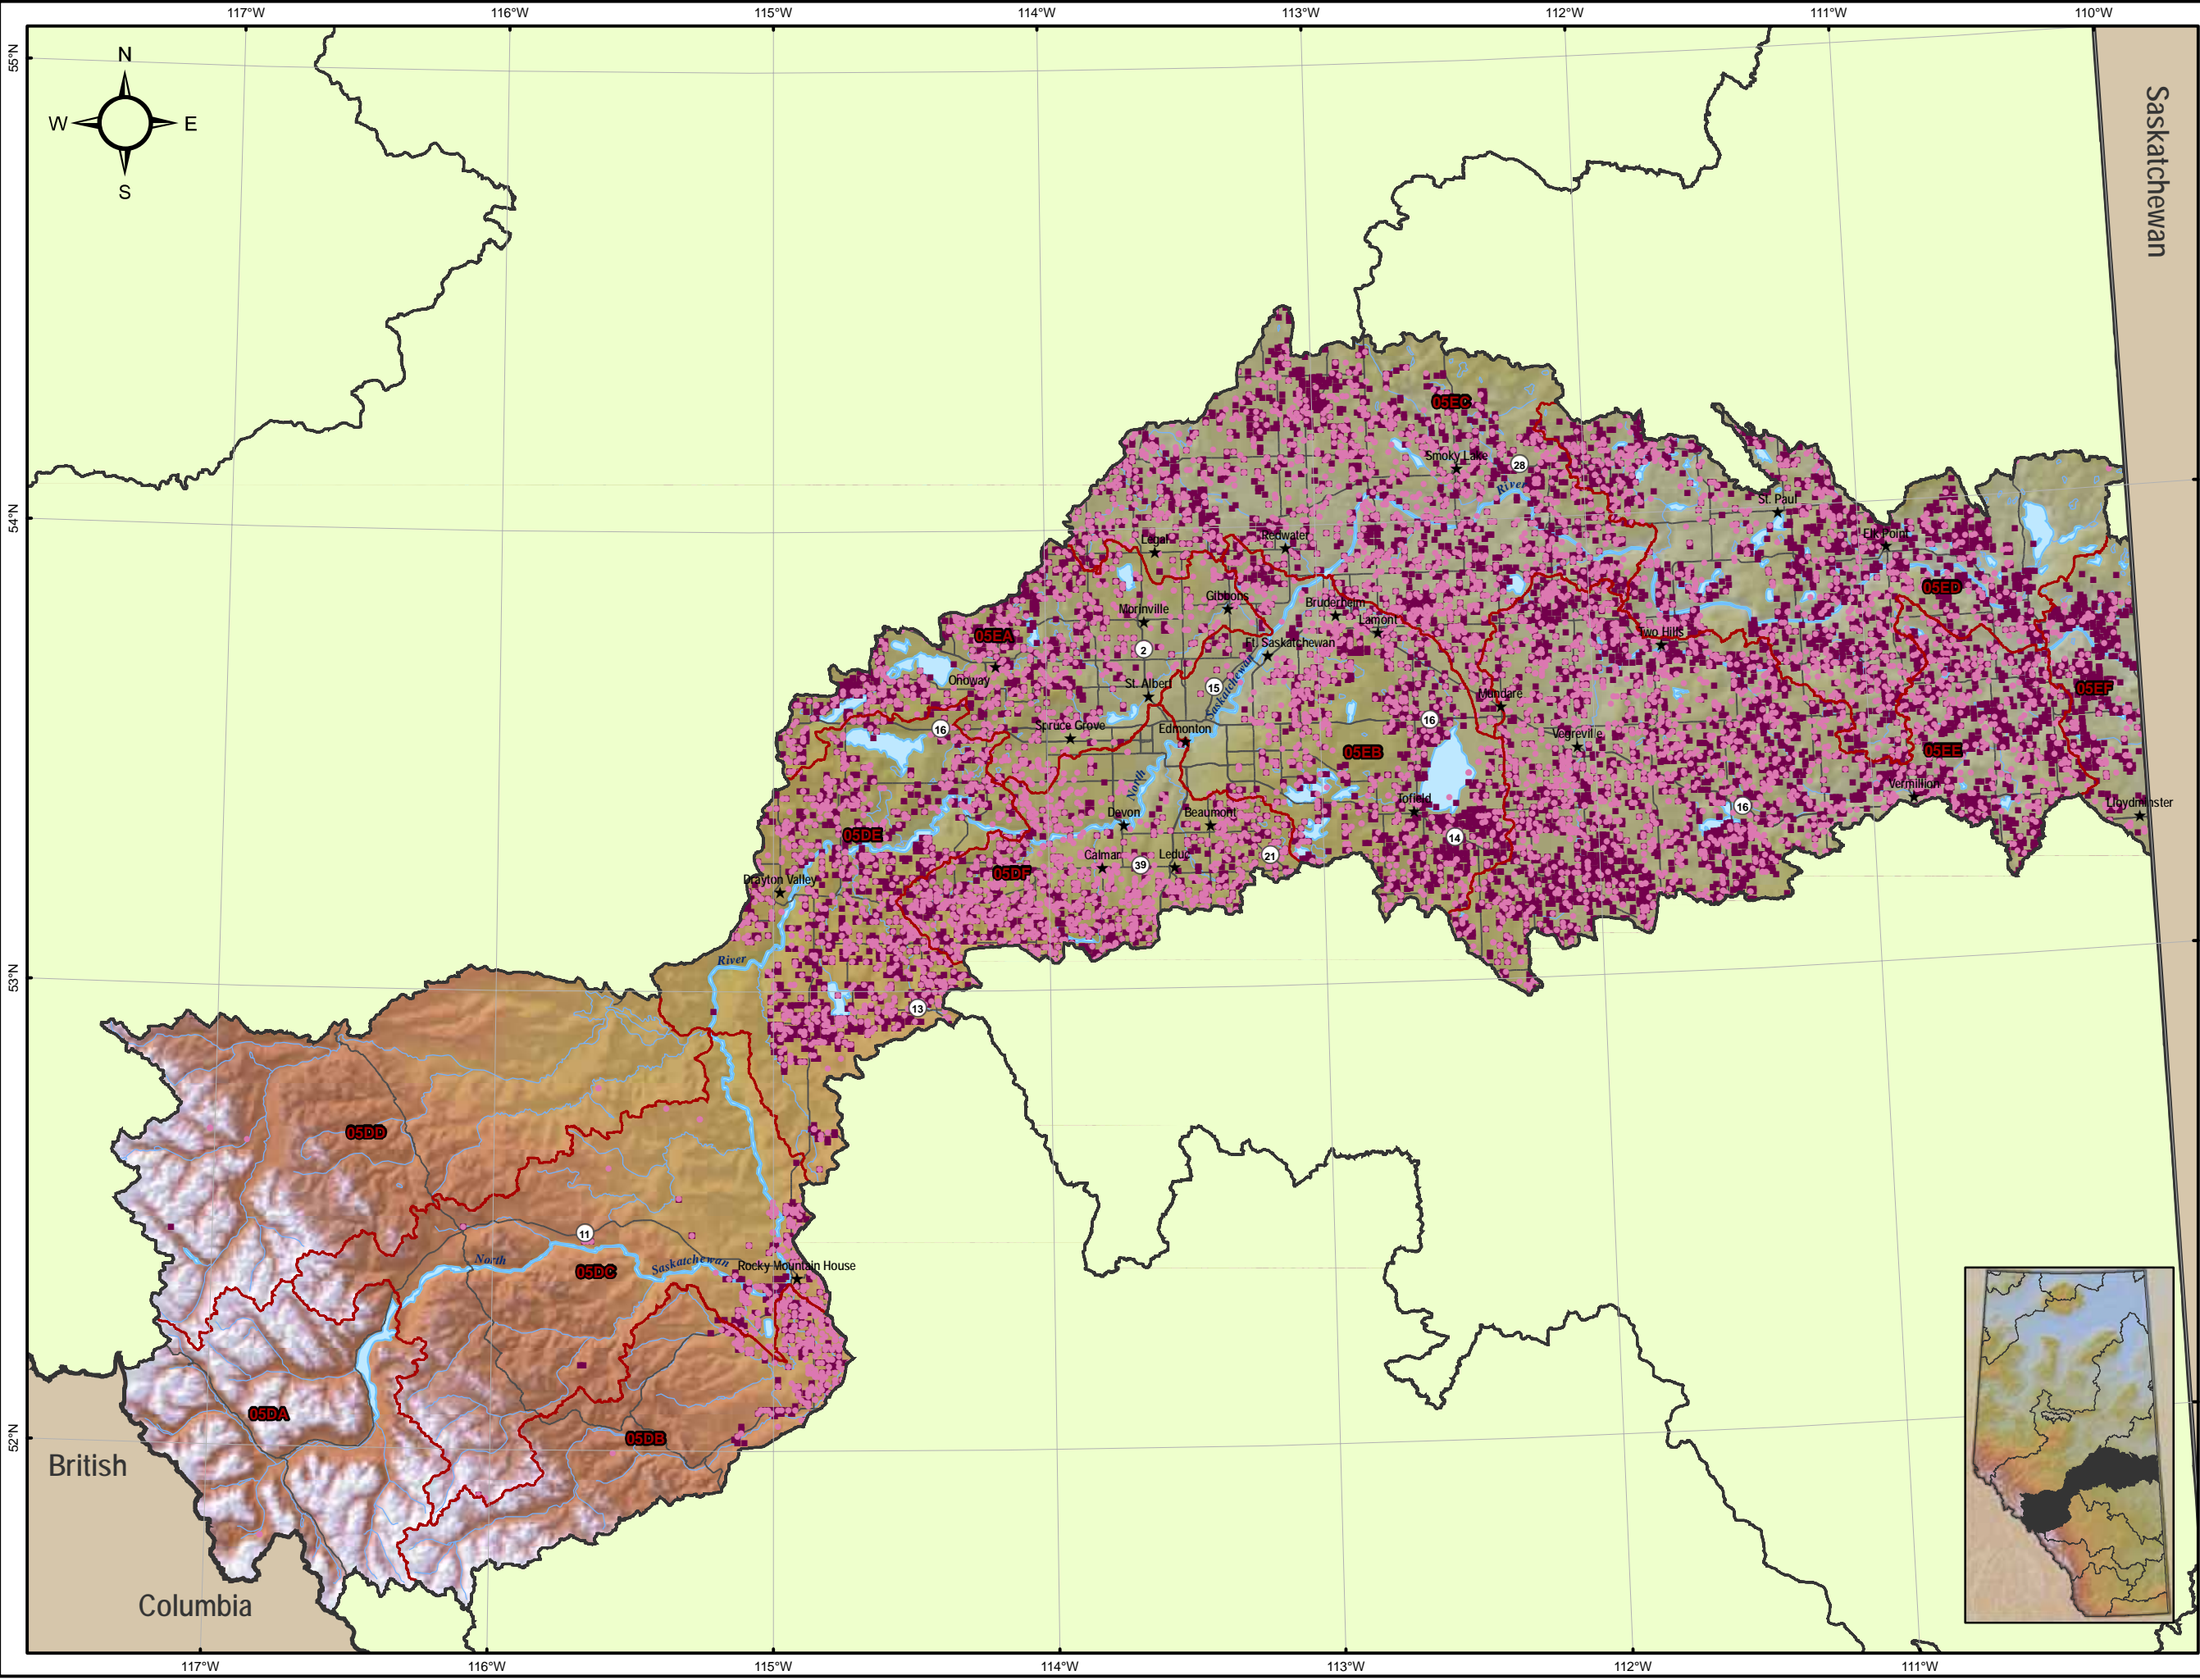 117°W 116°W 115°W 114°W 113°W 112°W 111°W 110°W
55°N
N
W E
S
Saskatchewan
05EC
Smoky Lake
28
River
St. Paul
54°N
Legal
Redwater
Elk Point
05ED
Gibbons
Morinville
Bruderheim
Lamont
05EA
Two Hills
Ft. Saskatchewan
2
Onoway
St. Albert
15
Saskatchewan
05EF
Mundare
16
Spruce Grove
Edmonton
16
Vegreville
05EB
05EE
North
Vermillion
Tofield
16
Lloydminster
Devon
Beaumont
05DE
14
Calmar
39
Leduc
21
05DF
Drayton Valley
River
53°N
13
05DD
11
North
05DC
Saskatchewan
Rocky Mountain House
05DA
52°N
05DB
British
Columbia
117°W 116°W 115°W 114°W 113°W 112°W 111°W